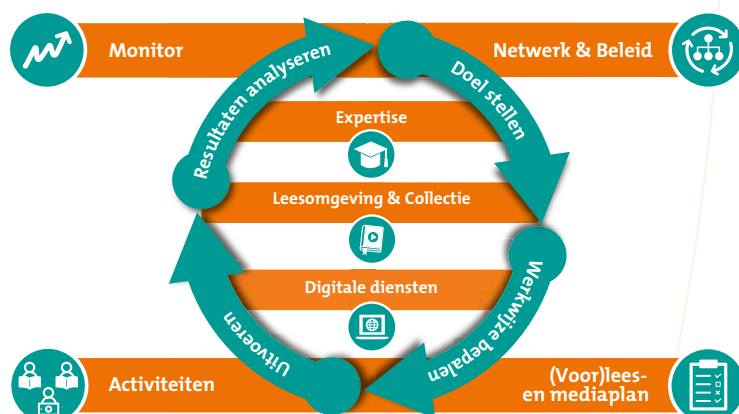 Monitor
Resultaten analyseren
Netwerk & Beleid
Doel stellen
Expertise
Leesomgeving & Collectie
Digitale diensten
Uitvoeren
Werkwijze bepalen
Activiteiten
(Voor)lees-
en mediaplan